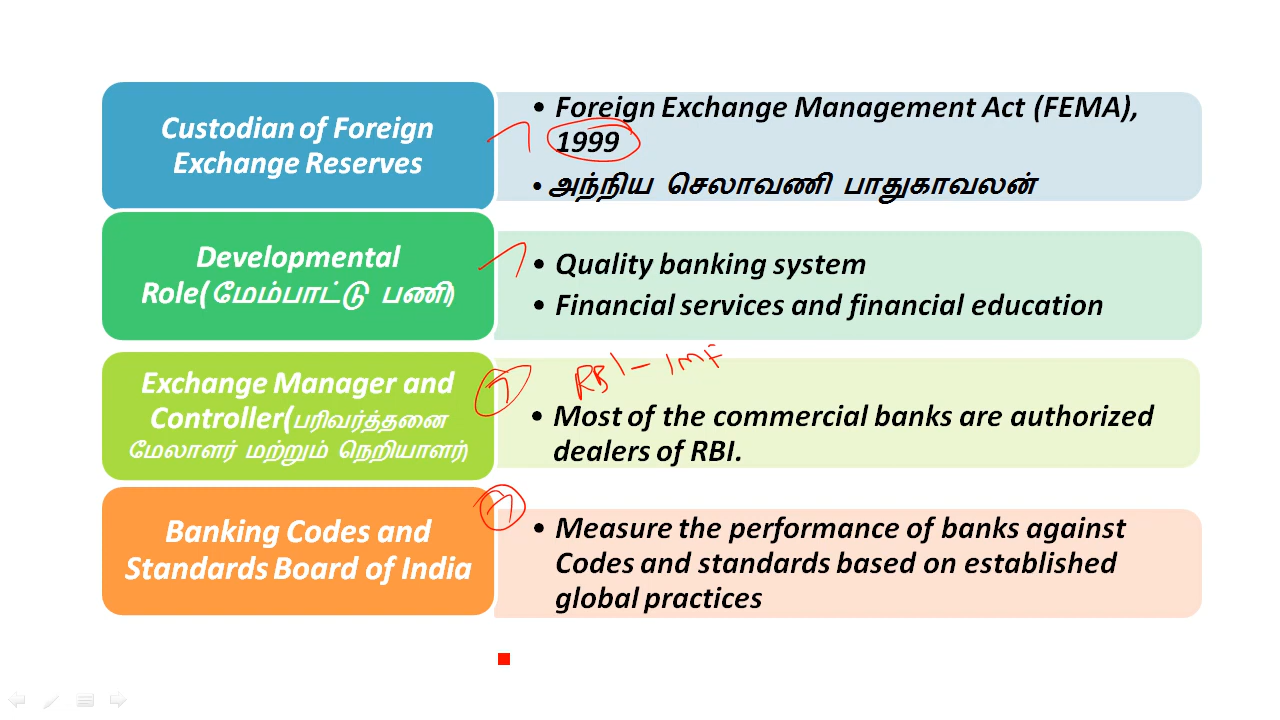 Custodian of Foreign
Exchange Reserves
• Foreign Exchange Management Act (FEMA),
1999
• அந்நிய செலாவணி பாதுகாவலன்
Developmental
Role(மேம்பாட்டு பணி)
• Quality banking system
• Financial services and financial education
Exchange Manager and
Controller(பரிவர்த்தனை
மேலாளர் மற்றும் நெறியாளர்)
RBI - IMF
• Most of the commercial banks are authorized
dealers of RBI.
Banking Codes and
Standards Board of India
• Measure the performance of banks against
Codes and standards based on established
global practices